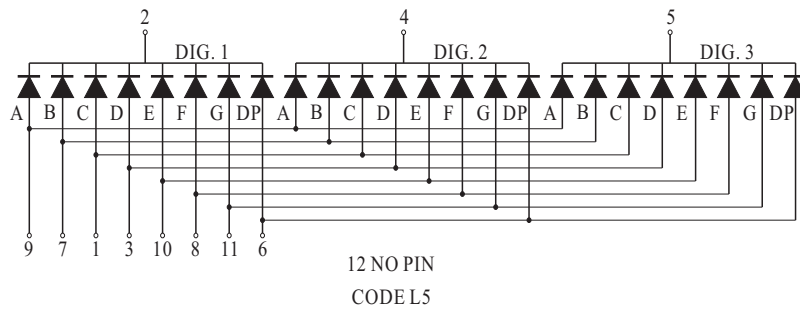 2 4 5
DIG. 1 DIG. 2 DIG. 3
A B C D E F G DP A B C D E F G DP A B C D E F G DP
9 7 1 3 10 8 11 6
12 NO PIN
CODE L5